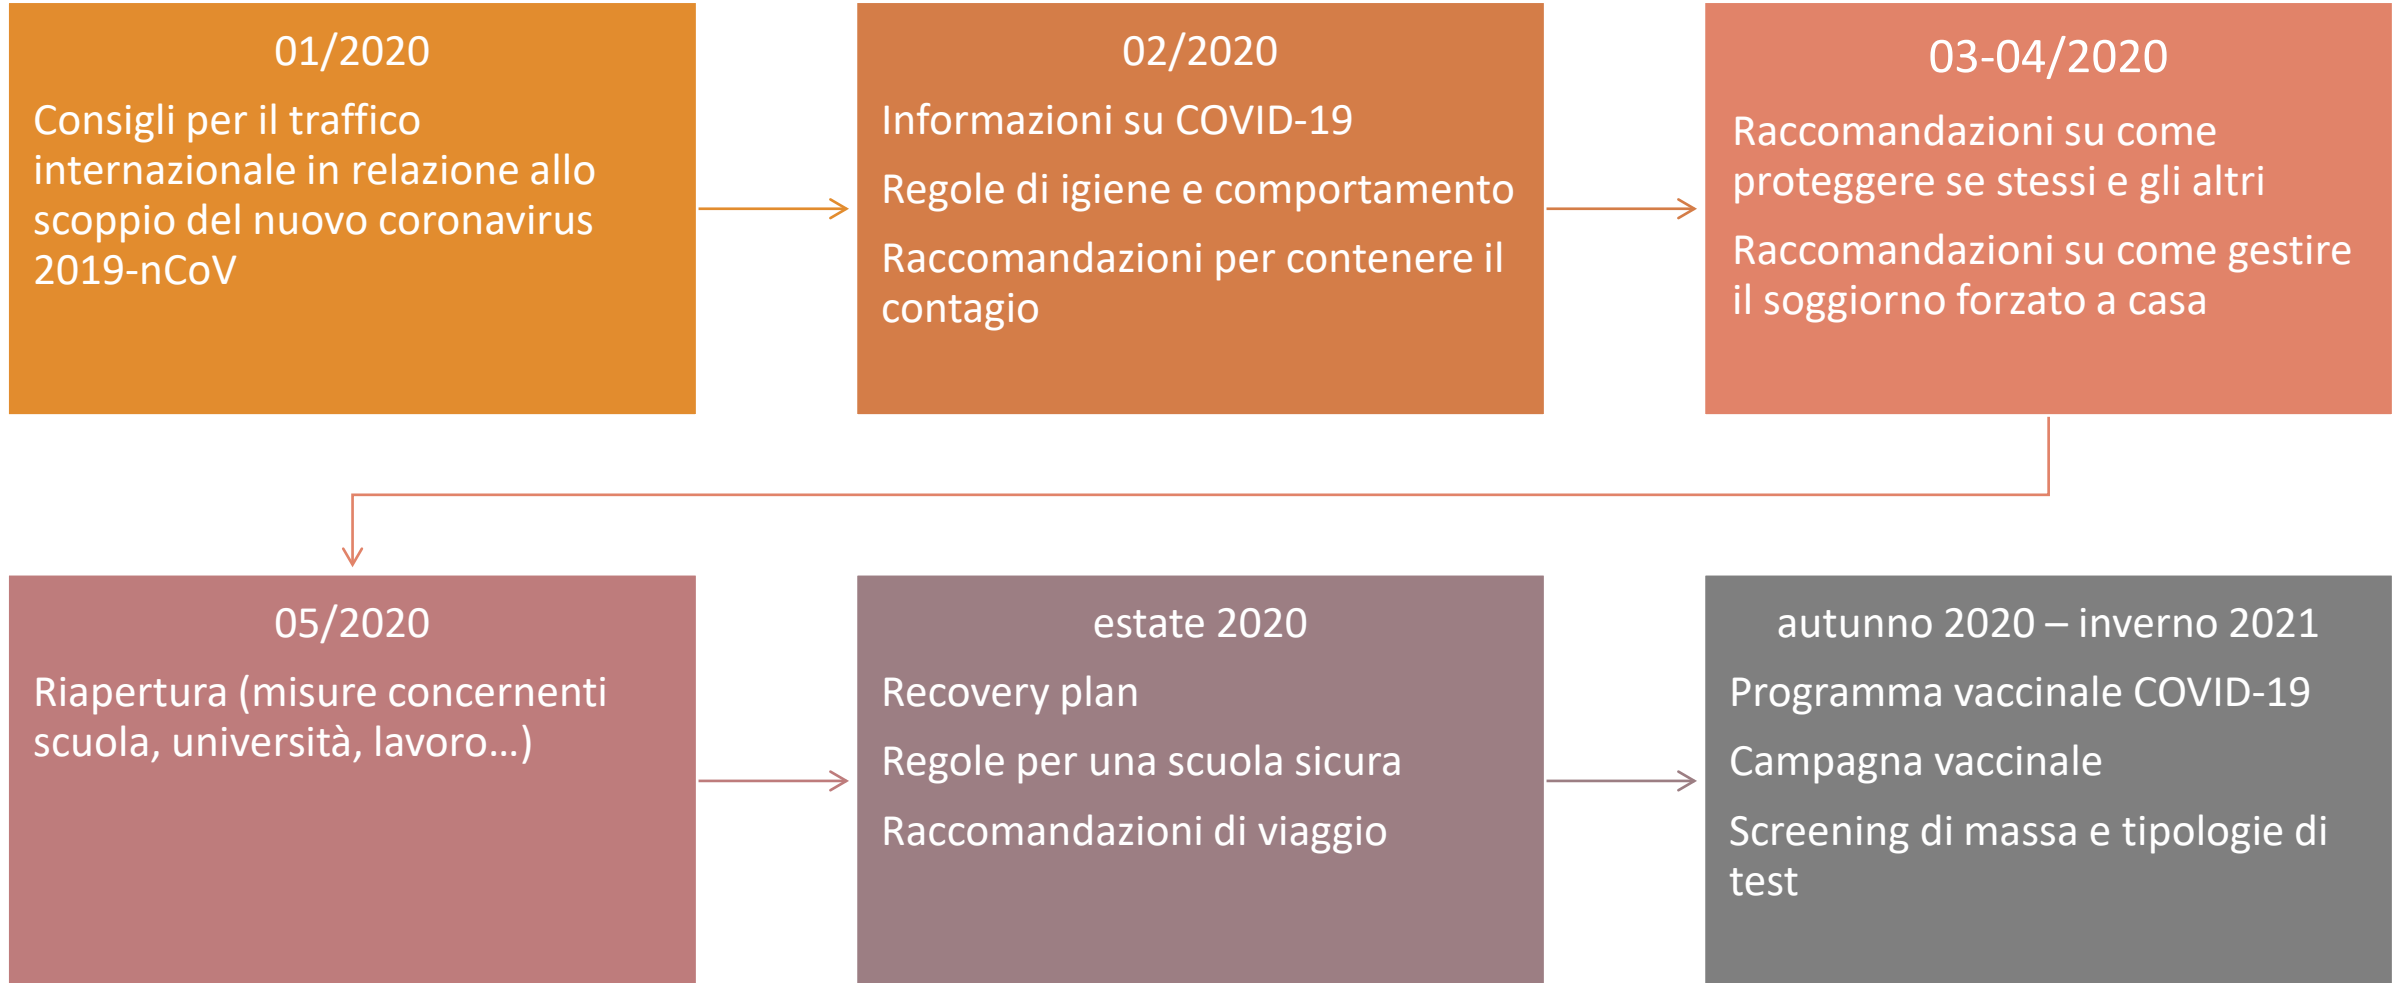 01/2020
Consigli per il traffico
internazionale in relazione allo
scoppio del nuovo coronavirus
2019-nCoV
02/2020
Informazioni su COVID-19
Regole di igiene e comportamento
Raccomandazioni per contenere il
contagio
03-04/2020
Raccomandazioni su come
proteggere se stessi e gli altri
Raccomandazioni su come gestire
il soggiorno forzato a casa
05/2020
Riapertura (misure concernenti
scuola, università, lavoro…)
estate 2020
Recovery plan
Regole per una scuola sicura
Raccomandazioni di viaggio
autunno 2020 – inverno 2021
Programma vaccinale COVID-19
Campagna vaccinale
Screening di massa e tipologie di
test